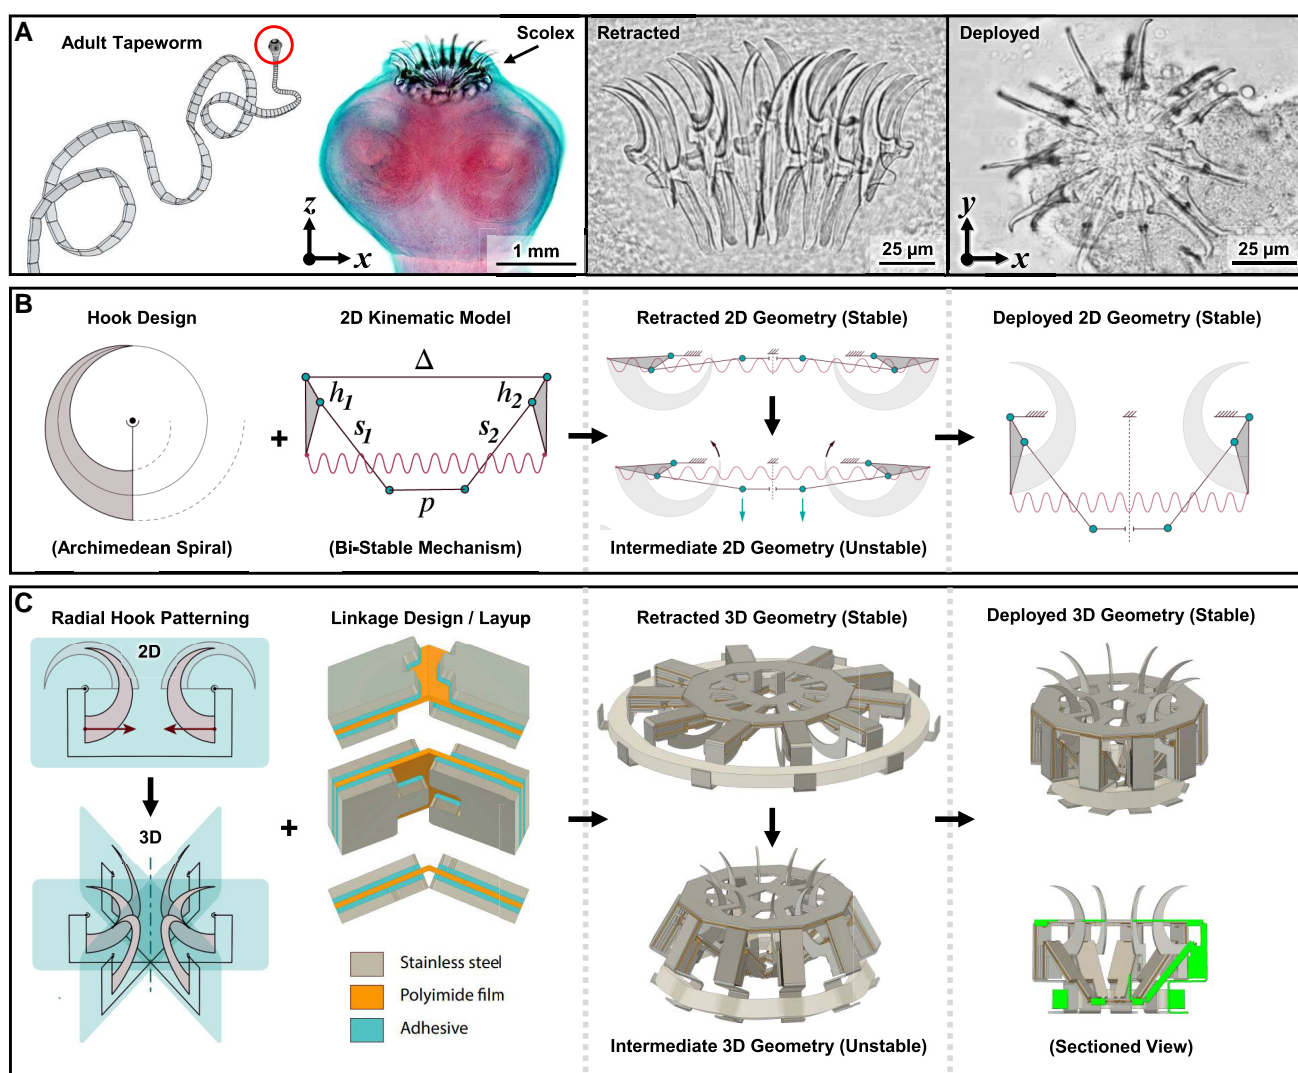 A
Adult Tapeworm
Scolex
z
x
1 mm
Retracted
25 µm
Deployed
y
x
25 µm
B
Hook Design
(Archimedean Spiral)
+
2D Kinematic Model
Δ
h1
h2
s1
s2
p
(Bi-Stable Mechanism)
Retracted 2D Geometry (Stable)
Intermediate 2D Geometry (Unstable)
Deployed 2D Geometry (Stable)
C
Radial Hook Patterning
2D
3D
+
Linkage Design / Layup
Stainless steel
Polyimide film
Adhesive
Retracted 3D Geometry (Stable)
Intermediate 3D Geometry (Unstable)
Deployed 3D Geometry (Stable)
(Sectioned View)